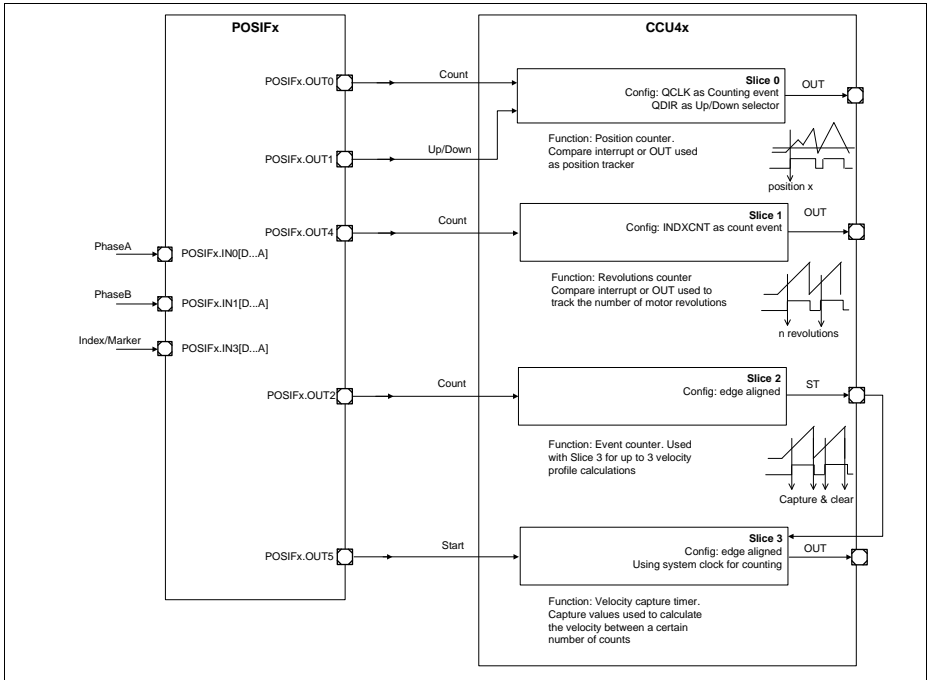 POSIFx
CCU4x
POSIFx.OUT0
Count
Slice 0
Config: QCLK as Counting event
QDIR as Up/Down selector
OUT
POSIFx.OUT1
Up/Down
Function: Position counter.
Compare interrupt or OUT used
as position tracker
position x
POSIFx.OUT4
Count
Slice 1
Config: INDXCNT as count event
OUT
PhaseA
POSIFx.IN0[D...A]
PhaseB
POSIFx.IN1[D...A]
Index/Marker
POSIFx.IN3[D...A]
Function: Revolutions counter
Compare interrupt or OUT used to
track the number of motor revolutions
n revolutions
POSIFx.OUT2
Count
Slice 2
Config: edge aligned
ST
Function: Event counter. Used
with Slice 3 for up to 3 velocity
profile calculations
Capture & clear
POSIFx.OUT5
Start
Slice 3
Config: edge aligned
Using system clock for counting
OUT
Function: Velocity capture timer.
Capture values used to calculate
the velocity between a certain
number of counts